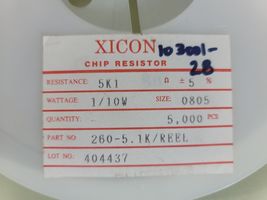 XICON 103001-
28
CHIP RESISTOR
RESISTANCE: 5K1 Ω ± 5 %
WATTAGE: 1/10W SIZE: 0805
QUANTITY: 5,000 PCS
PART NO 260-5.1K/REEL
LOT NO: 404437